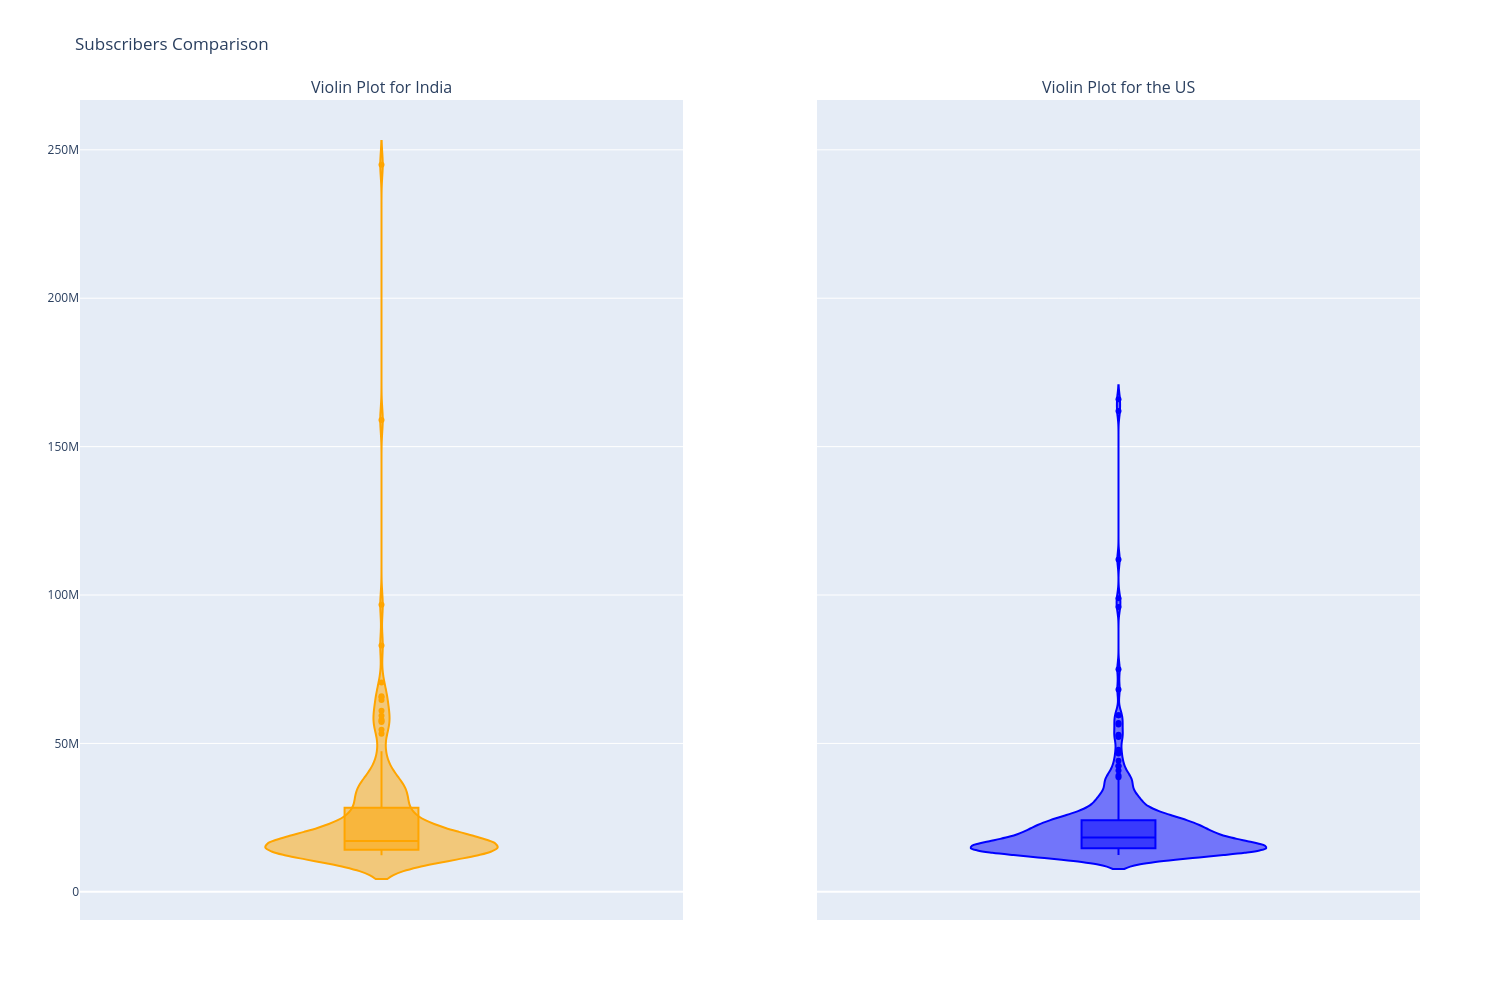 Subscribers Comparison
Violin Plot for India
Violin Plot for the US
250M
200M
150M
100M
50M
0